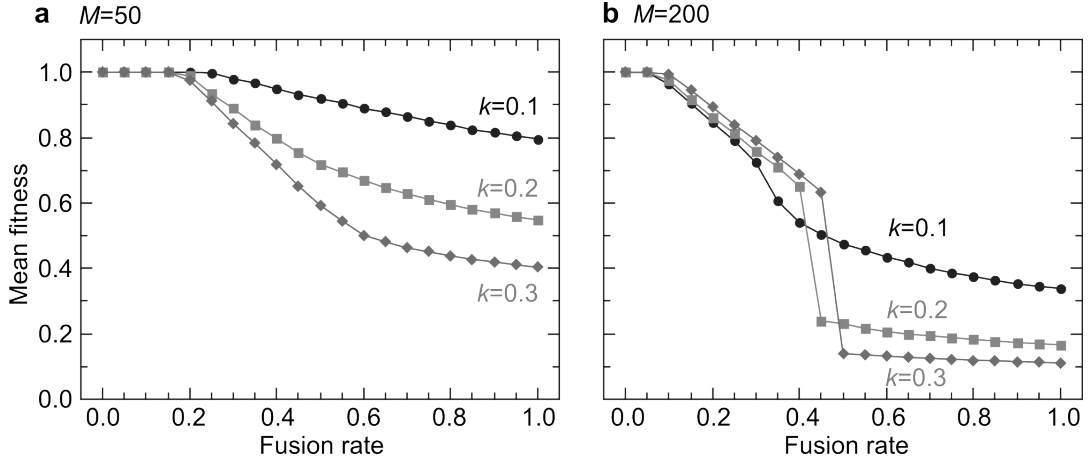 a M=50
b M=200
Mean fitness
1.0
0.8
0.6
0.4
0.2
0.0
k=0.1
k=0.2
k=0.3
0.0 0.2 0.4 0.6 0.8 1.0
Fusion rate
k=0.1
k=0.2
k=0.3
0.0 0.2 0.4 0.6 0.8 1.0
Fusion rate